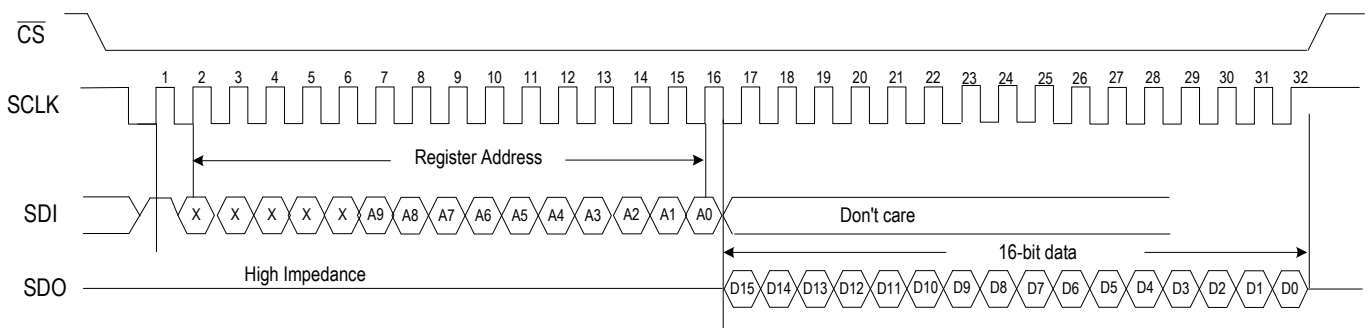 CS
1 2 3 4 5 6 7 8 9 10 11 12 13 14 15 16 17 18 19 20 21 22 23 24 25 26 27 28 29 30 31 32
SCLK
Register Address
SDI X X X X X A9 A8 A7 A6 A5 A4 A3 A2 A1 A0 Don't care
16-bit data
High Impedance
SDO D15 D14 D13 D12 D11 D10 D9 D8 D7 D6 D5 D4 D3 D2 D1 D0